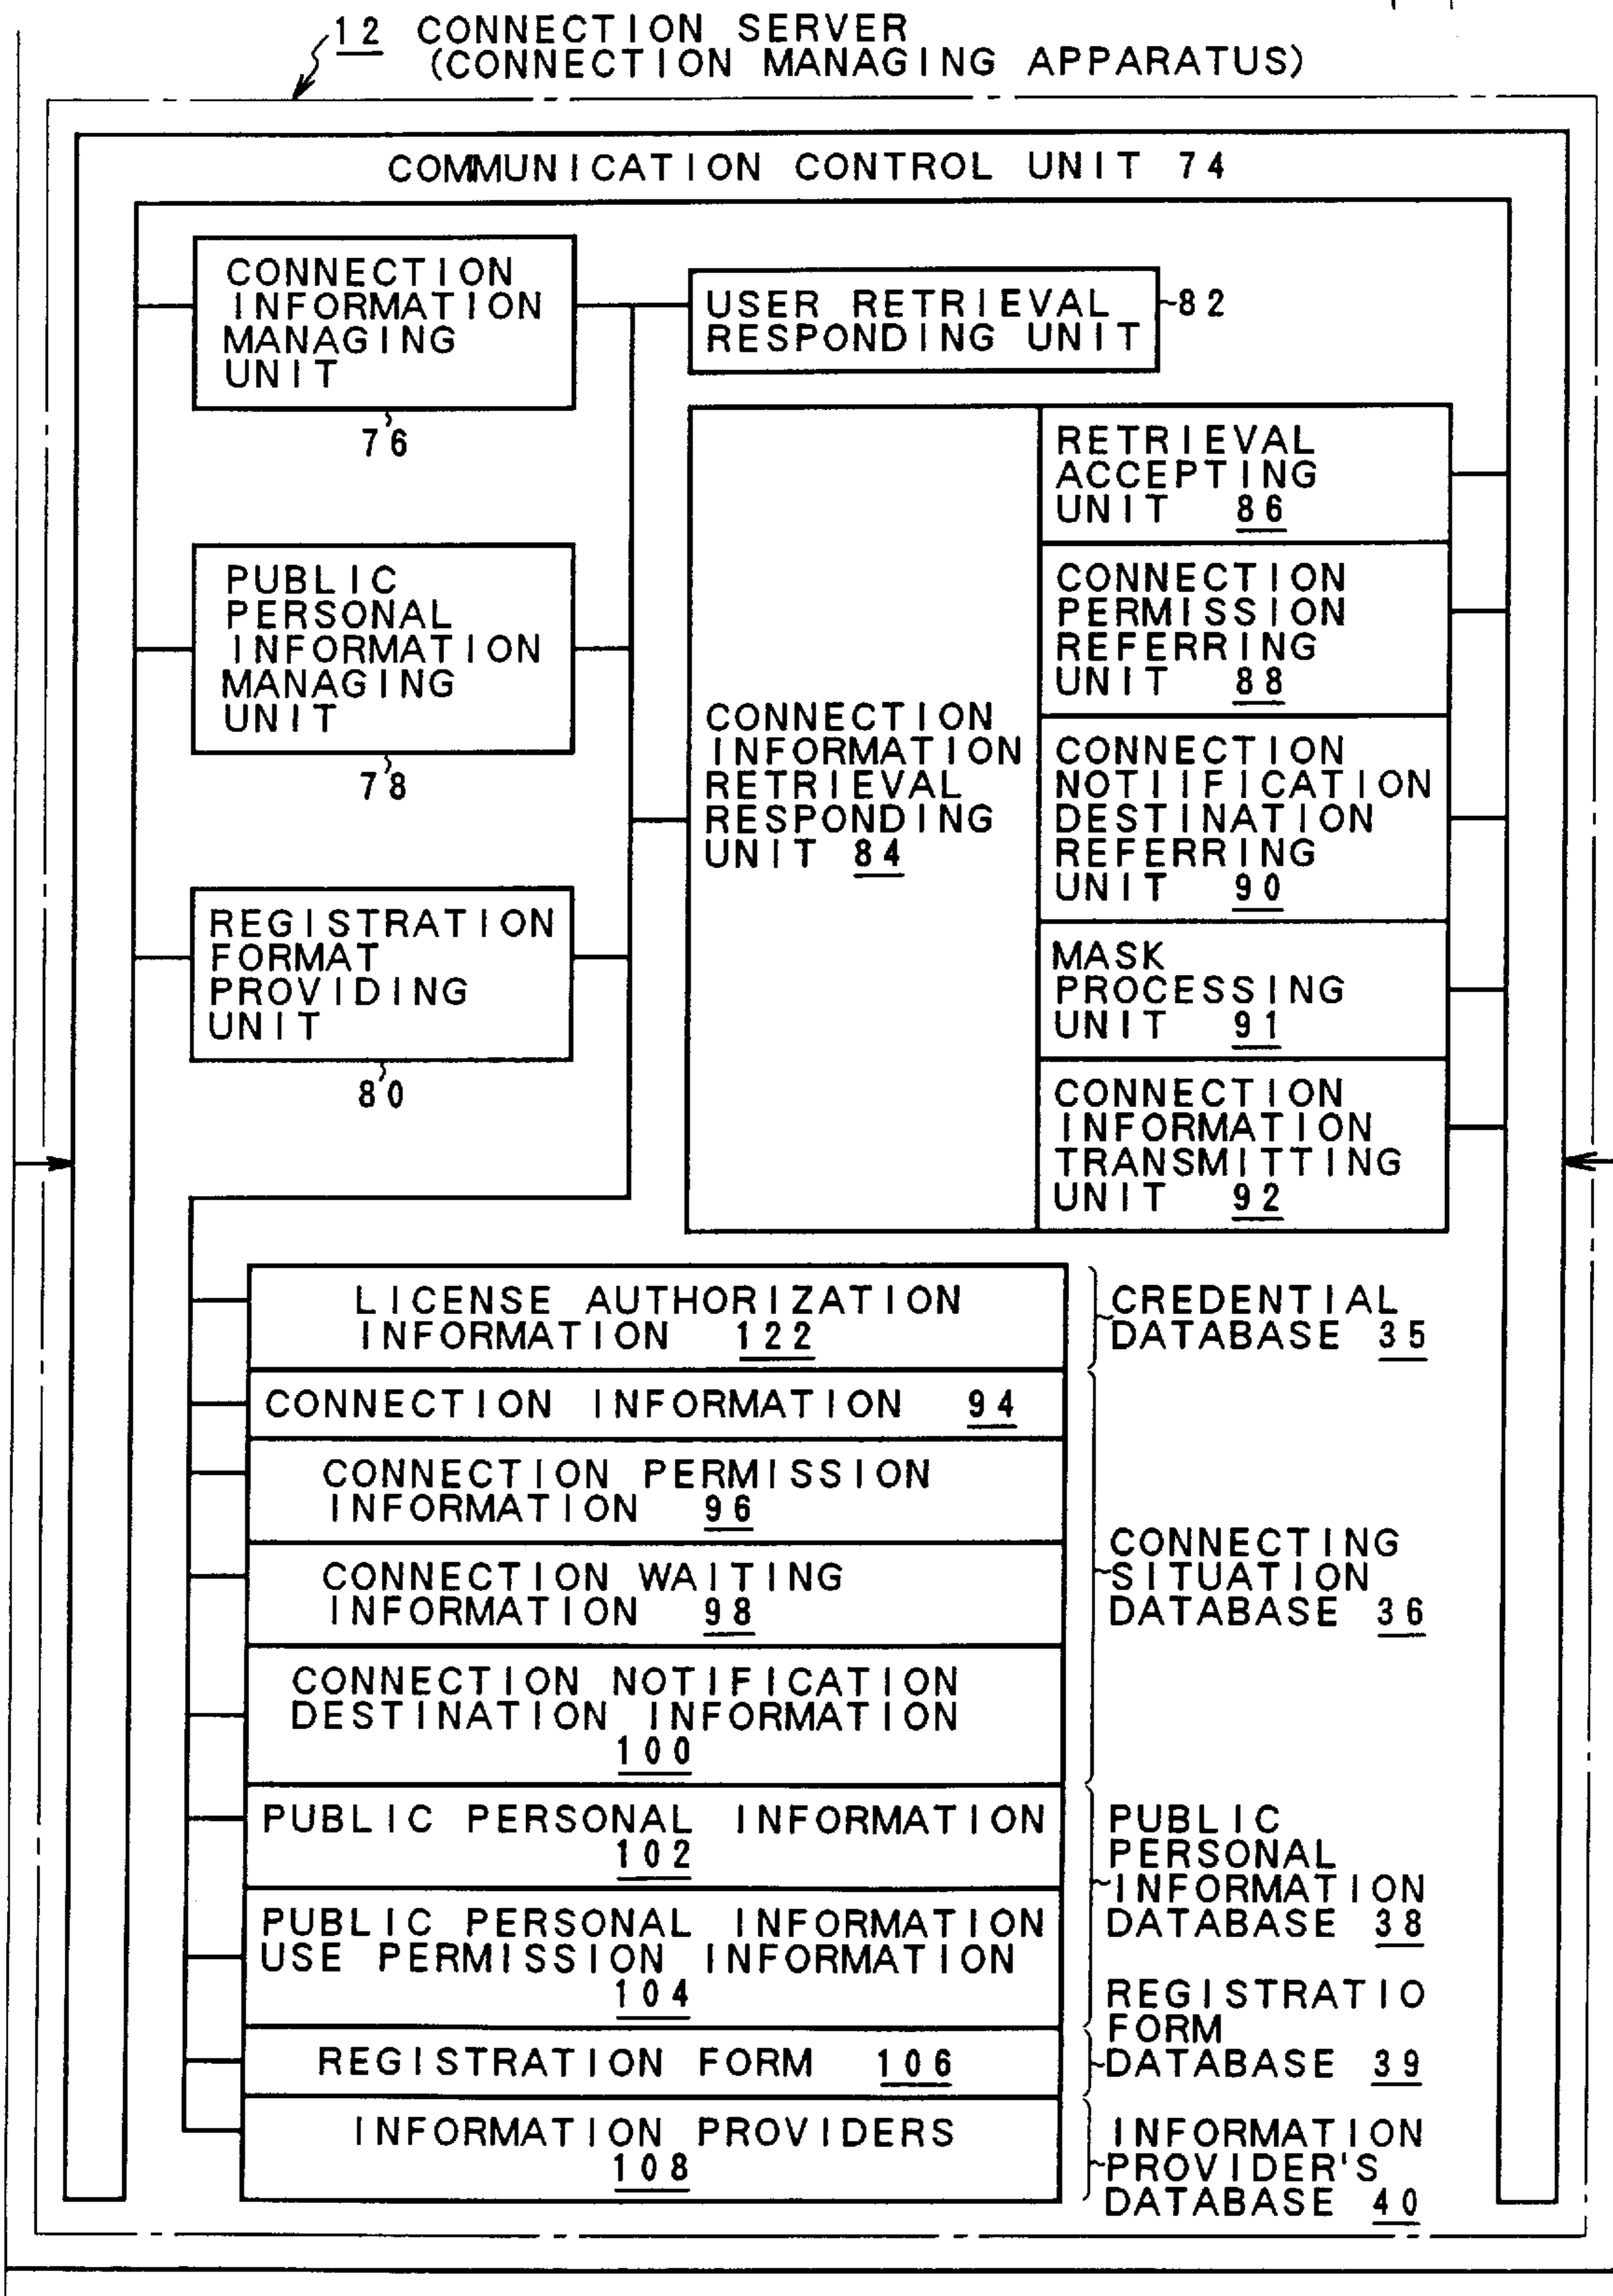 12 CONNECTION SERVER
(CONNECTION MANAGING APPARATUS)
COMMUNICATION CONTROL UNIT 74
CONNECTION
INFORMATION
MANAGING
UNIT
76
USER RETRIEVAL
RESPONDING UNIT
82
PUBLIC
PERSONAL
INFORMATION
MANAGING
UNIT
78
REGISTRATION
FORMAT
PROVIDING
UNIT
80
CONNECTION
INFORMATION
RETRIEVAL
RESPONDING
UNIT 84
RETRIEVAL
ACCEPTING
UNIT 86
CONNECTION
PERMISSION
REFERRING
UNIT 88
CONNECTION
NOTIIFICATION
DESTINATION
REFERRING
UNIT 90
MASK
PROCESSING
UNIT 91
CONNECTION
INFORMATION
TRANSMITTING
UNIT 92
LICENSE AUTHORIZATION
INFORMATION 122
CREDENTIAL
DATABASE 35
CONNECTION INFORMATION 94
CONNECTION PERMISSION
INFORMATION 96
CONNECTION WAITING
INFORMATION 98
CONNECTION NOTIFICATION
DESTINATION INFORMATION
100
CONNECTING
SITUATION
DATABASE 36
PUBLIC PERSONAL INFORMATION
102
PUBLIC PERSONAL INFORMATION
USE PERMISSION INFORMATION
104
PUBLIC
PERSONAL
INFORMATION
DATABASE 38
REGISTRATION FORM 106
REGISTRATIO
FORM
DATABASE 39
INFORMATION PROVIDERS
108
INFORMATION
PROVIDER'S
DATABASE 40